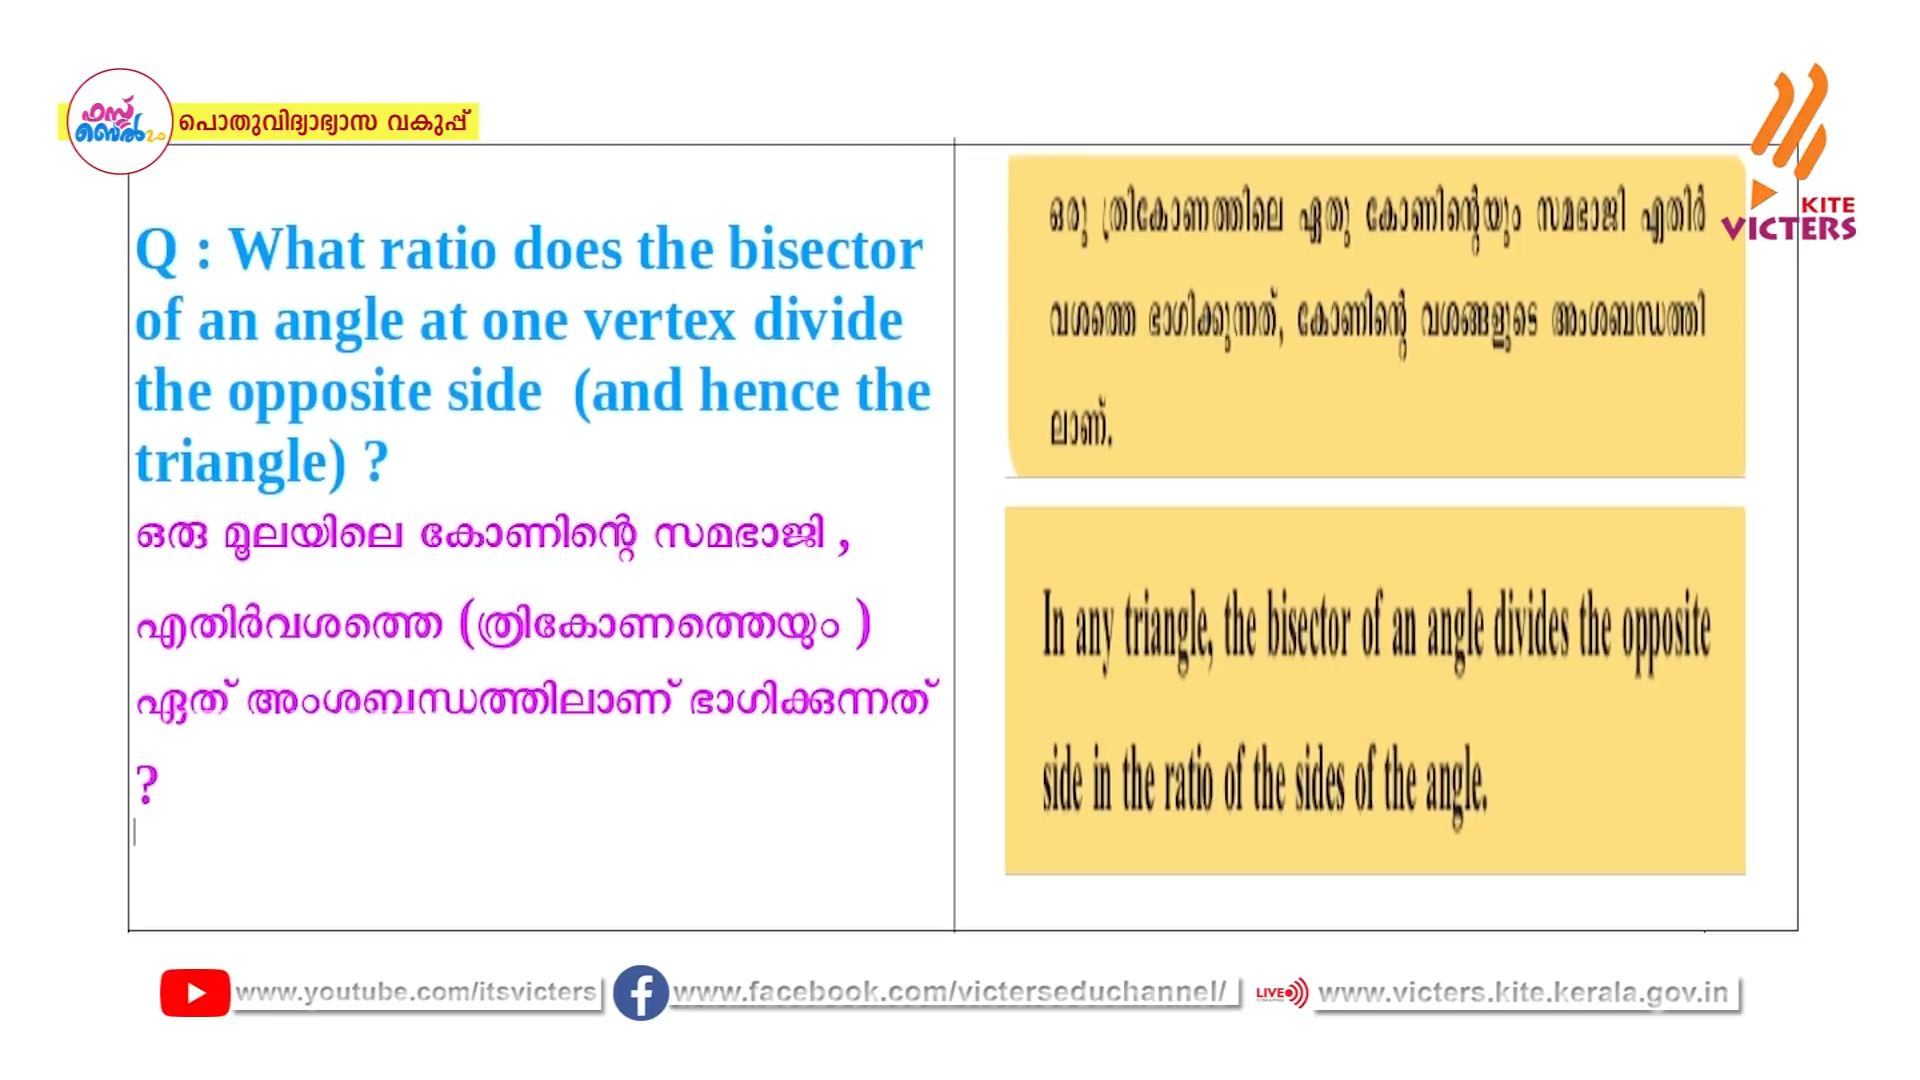 ഫസ്റ്റ്
ബെൽ 2.0
പൊതുവിദ്യാഭ്യാസ വകുപ്പ്
KITE
VICTERS
Q : What ratio does the bisector
of an angle at one vertex divide
the opposite side (and hence the
triangle) ?
ഒരു മൂലയിലെ കോണിന്റെ സമഭാജി ,
എതിർവശത്തെ (ത്രികോണത്തെയും )
ഏത് അംശബന്ധത്തിലാണ് ഭാഗിക്കുന്നത്
?
ഒരു ത്രികോണത്തിലെ ഏതു കോണിന്റെയും സമഭാജി എതിർ
വശത്തെ ഭാഗിക്കുന്നത്, കോണിന്റെ വശങ്ങളുടെ അംശബന്ധത്തി
ലാണ്.
In any triangle, the bisector of an angle divides the opposite
side in the ratio of the sides of the angle.
www.youtube.com/itsvicters
www.facebook.com/victerseduchannel/
LIVE
www.victers.kite.kerala.gov.in